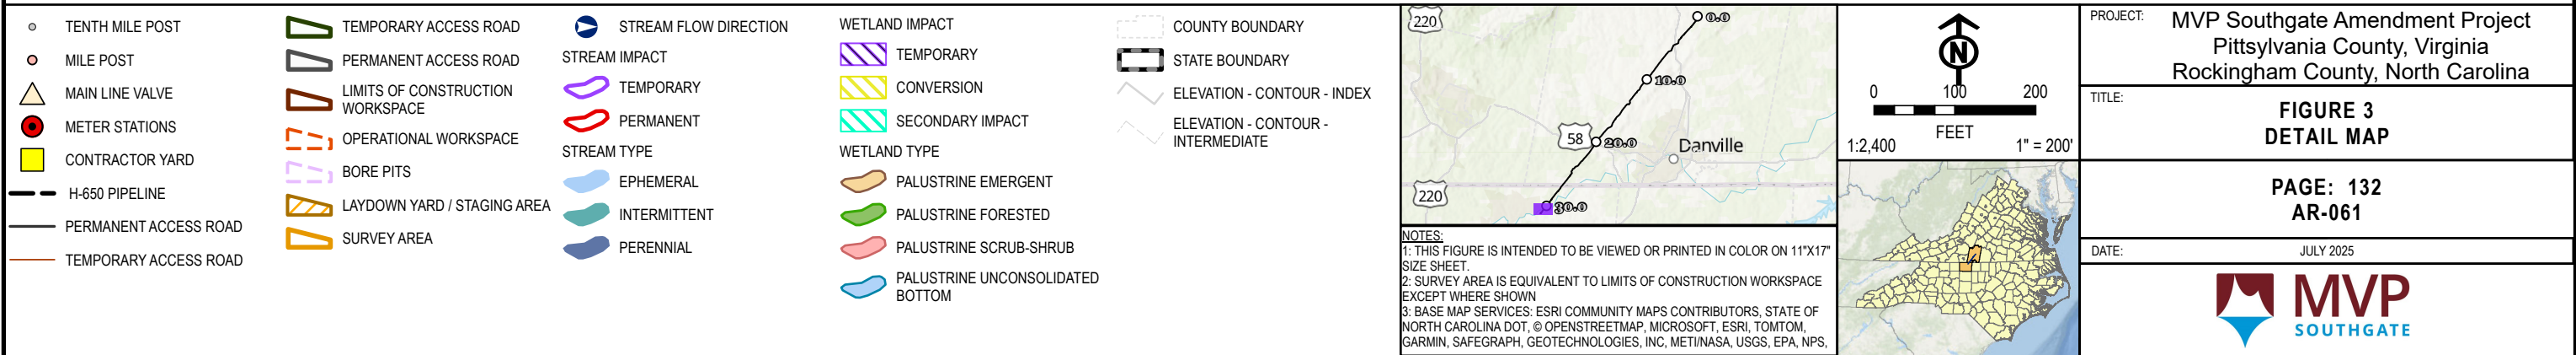 TENTH MILE POST
MILE POST
MAIN LINE VALVE
METER STATIONS
CONTRACTOR YARD
H-650 PIPELINE
PERMANENT ACCESS ROAD
TEMPORARY ACCESS ROAD
TEMPORARY ACCESS ROAD
PERMANENT ACCESS ROAD
LIMITS OF CONSTRUCTION
WORKSPACE
OPERATIONAL WORKSPACE
BORE PITS
LAYDOWN YARD / STAGING AREA
SURVEY AREA
STREAM FLOW DIRECTION
STREAM IMPACT
TEMPORARY
PERMANENT
STREAM TYPE
EPHEMERAL
INTERMITTENT
PERENNIAL
WETLAND IMPACT
TEMPORARY
CONVERSION
SECONDARY IMPACT
WETLAND TYPE
PALUSTRINE EMERGENT
PALUSTRINE FORESTED
PALUSTRINE SCRUB-SHRUB
PALUSTRINE UNCONSOLIDATED
BOTTOM
COUNTY BOUNDARY
STATE BOUNDARY
ELEVATION - CONTOUR - INDEX
ELEVATION - CONTOUR -
INTERMEDIATE
220
0.0
10.0
58
20.0
Danville
220
30.0
NOTES:
1: THIS FIGURE IS INTENDED TO BE VIEWED OR PRINTED IN COLOR ON 11"X17"
SIZE SHEET.
2: SURVEY AREA IS EQUIVALENT TO LIMITS OF CONSTRUCTION WORKSPACE
EXCEPT WHERE SHOWN
3: BASE MAP SERVICES: ESRI COMMUNITY MAPS CONTRIBUTORS, STATE OF
NORTH CAROLINA DOT, © OPENSTREETMAP, MICROSOFT, ESRI, TOMTOM,
GARMIN, SAFEGRAPH, GEOTECHNOLOGIES, INC, METI/NASA, USGS, EPA, NPS,
N
0 100 200
FEET
1:2,400 1" = 200'
PROJECT:
MVP Southgate Amendment Project
Pittsylvania County, Virginia
Rockingham County, North Carolina
TITLE:
FIGURE 3
DETAIL MAP
PAGE: 132
AR-061
DATE: JULY 2025
MVP
SOUTHGATE